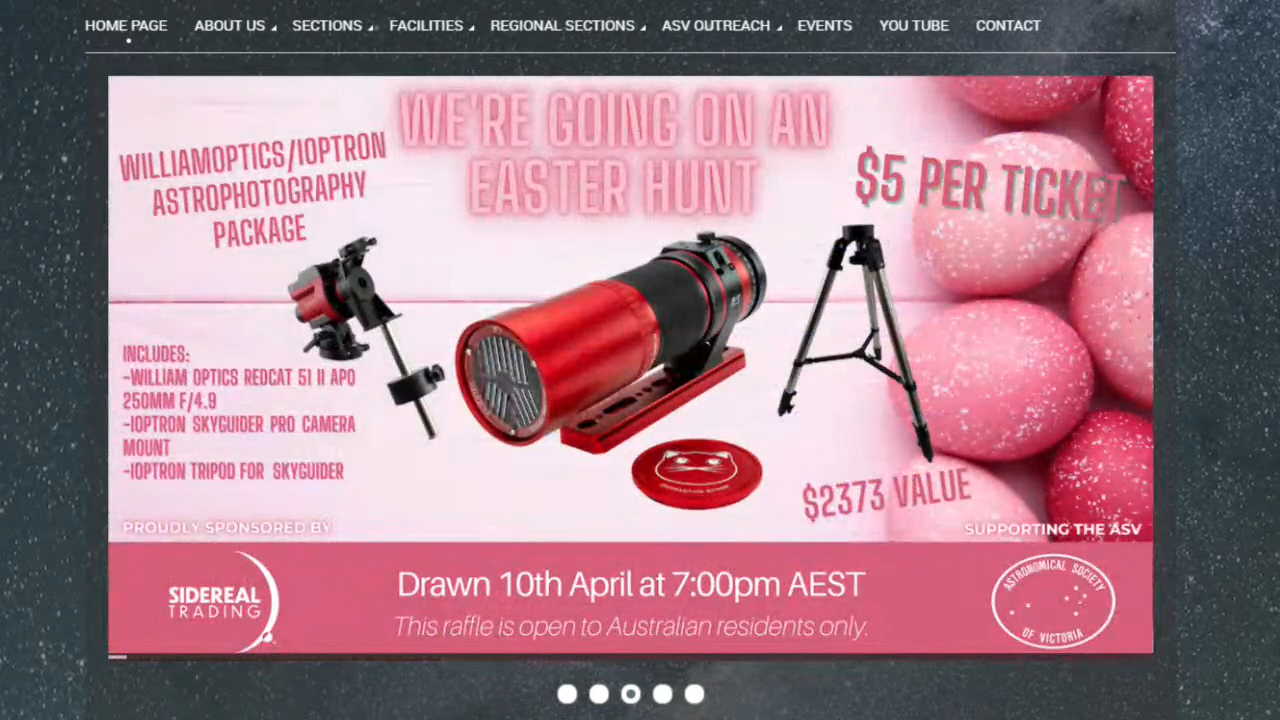 HOME PAGE ABOUT US SECTIONS FACILITIES REGIONAL SECTIONS ASV OUTREACH EVENTS YOU TUBE CONTACT
WE'RE GOING ON AN
EASTER HUNT
WILLIAMOPTICS/IOPTRON
ASTROPHOTOGRAPHY
PACKAGE
$5 PER TICKET
INCLUDES:
-WILLIAM OPTICS REDCAT 51 II APO
250MM F/4.9
-IOPTRON SKYGUIDER PRO CAMERA
MOUNT
-IOPTRON TRIPOD FOR SKYGUIDER
$2373 VALUE
PROUDLY SPONSORED BY
SUPPORTING THE ASV
SIDEREAL
TRADING
Drawn 10th April at 7:00pm AEST
This raffle is open to Australian residents only.
ASTRONOMICAL SOCIETY
OF VICTORIA